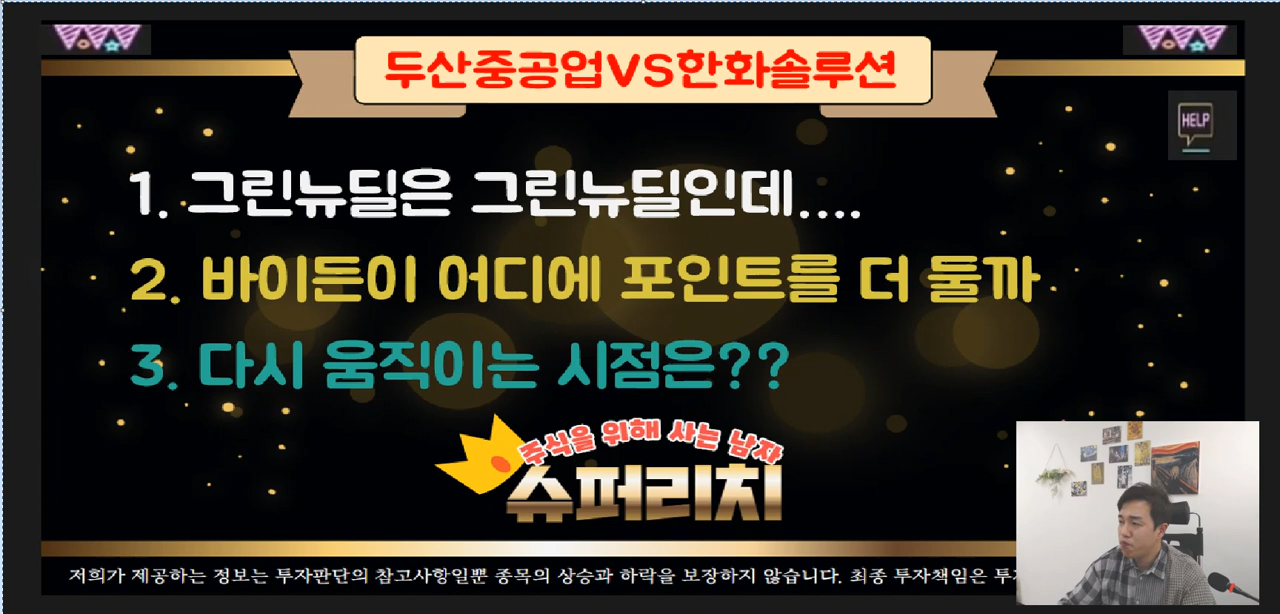 두산중공업VS한화솔루션
HELP
1. 그린뉴딜은 그린뉴딜인데....
2. 바이든이 어디에 포인트를 더 둘까
3. 다시 움직이는 시점은??
주식을 위해 사는 남자
슈퍼리치
저희가 제공하는 정보는 투자판단의 참고사항일뿐 종목의 상승과 하락을 보장하지 않습니다. 최종 투자책임은 투